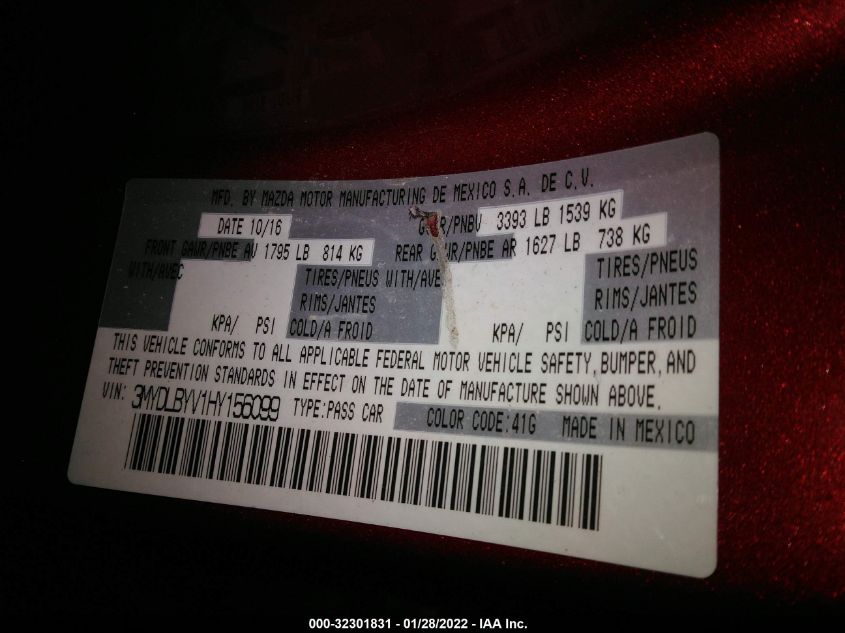 MFD. BY MAZDA MOTOR MANUFACTURING DE MEXICO S.A. DE C.V.
DATE 10/16 GVWR/PNBV 3393 LB 1539 KG
FRONT GAWR/PNBE AV 1795 LB 814 KG REAR GAWR/PNBE AR 1627 LB 738 KG
WITH/AVEC TIRES/PNEUS WITH/AVEC TIRES/PNEUS
RIMS/JANTES RIMS/JANTES
KPA/ PSI COLD/A FROID KPA/ PSI COLD/A FROID
THIS VEHICLE CONFORMS TO ALL APPLICABLE FEDERAL MOTOR VEHICLE SAFETY, BUMPER, AND
THEFT PREVENTION STANDARDS IN EFFECT ON THE DATE OF MANUFACTURE SHOWN ABOVE.
VIN: 3MYDLBYV1HY156099 TYPE:PASS CAR COLOR CODE:41G MADE IN MEXICO
000-32301831 - 01/28/2022 - IAA Inc.